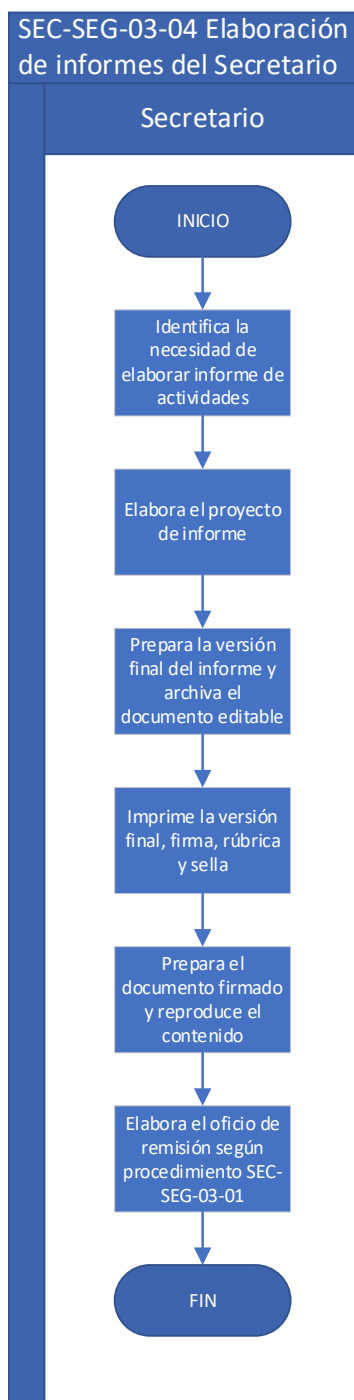 SEC-SEG-03-04 Elaboración
de informes del Secretario
Secretario
INICIO
Identifica la
necesidad de
elaborar informe de
actividades
Elabora el proyecto
de informe
Prepara la versión
final del informe y
archiva el
documento editable
Imprime la versión
final, firma, rúbrica
y sella
Prepara el
documento firmado
y reproduce el
contenido
Elabora el oficio de
remisión según
procedimiento SEC-
SEG-03-01
FIN